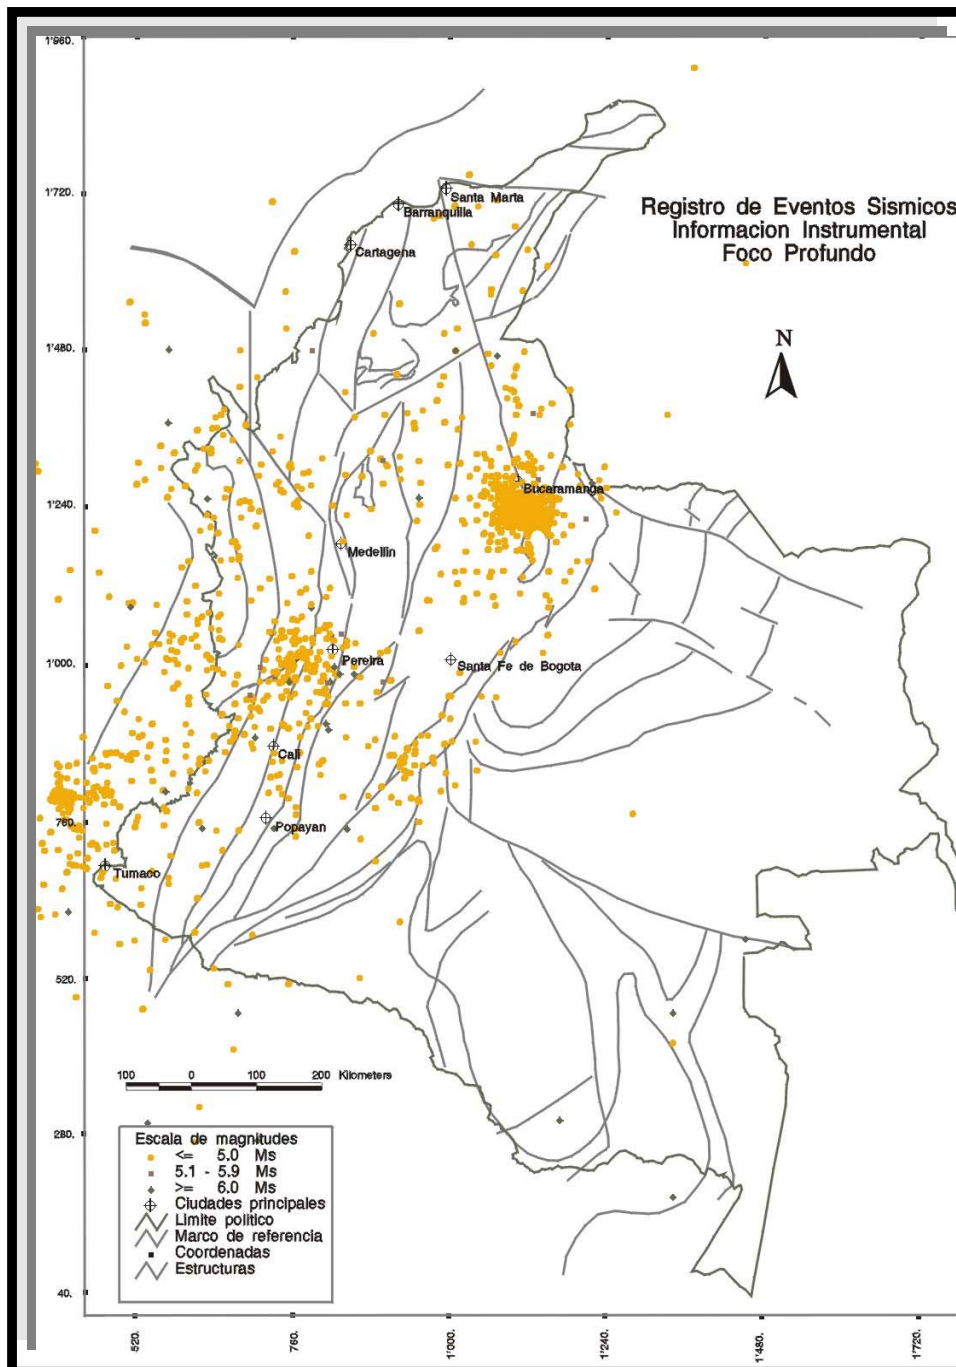 1'960.
1'720.
1'480.
1'240.
1'000.
760.
520.
280.
40.
Registro de Eventos Sismicos
Informacion Instrumental
Foco Profundo
N
Santa Marta
Barranquilla
Cartagena
Bucaramanga
Medellin
Pereira
Santa Fe de Bogota
Cali
Popayan
Tumaco
100 0 100 200 Kilometers
Escala de magnitudes
<= 5.0 Ms
5.1 - 5.9 Ms
>= 6.0 Ms
Ciudades principales
Limite politico
Marco de referencia
Coordenadas
Estructuras
520.
760.
1'000.
1'240.
1'480.
1'720.